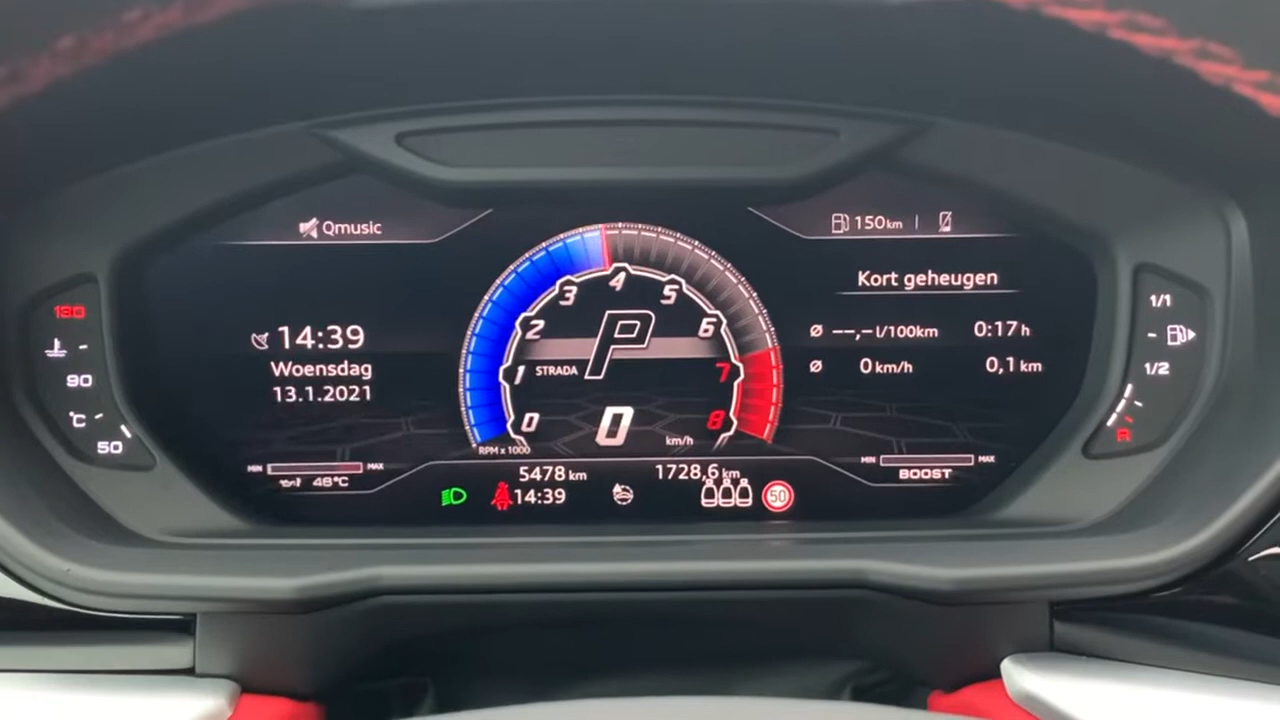 Qmusic
150 km
Kort geheugen
Ø --,- l/100km 0:17 h
Ø 0 km/h 0,1 km
14:39
Woensdag
13.1.2021
MIN MAX
48°C
130
90
°C
50
4
3 5
2 6
1 7
0 8
P
STRADA
0
km/h
RPM x 1000
5478 km 1728,6 km
14:39
50
MIN MAX
BOOST
1/1
1/2
R